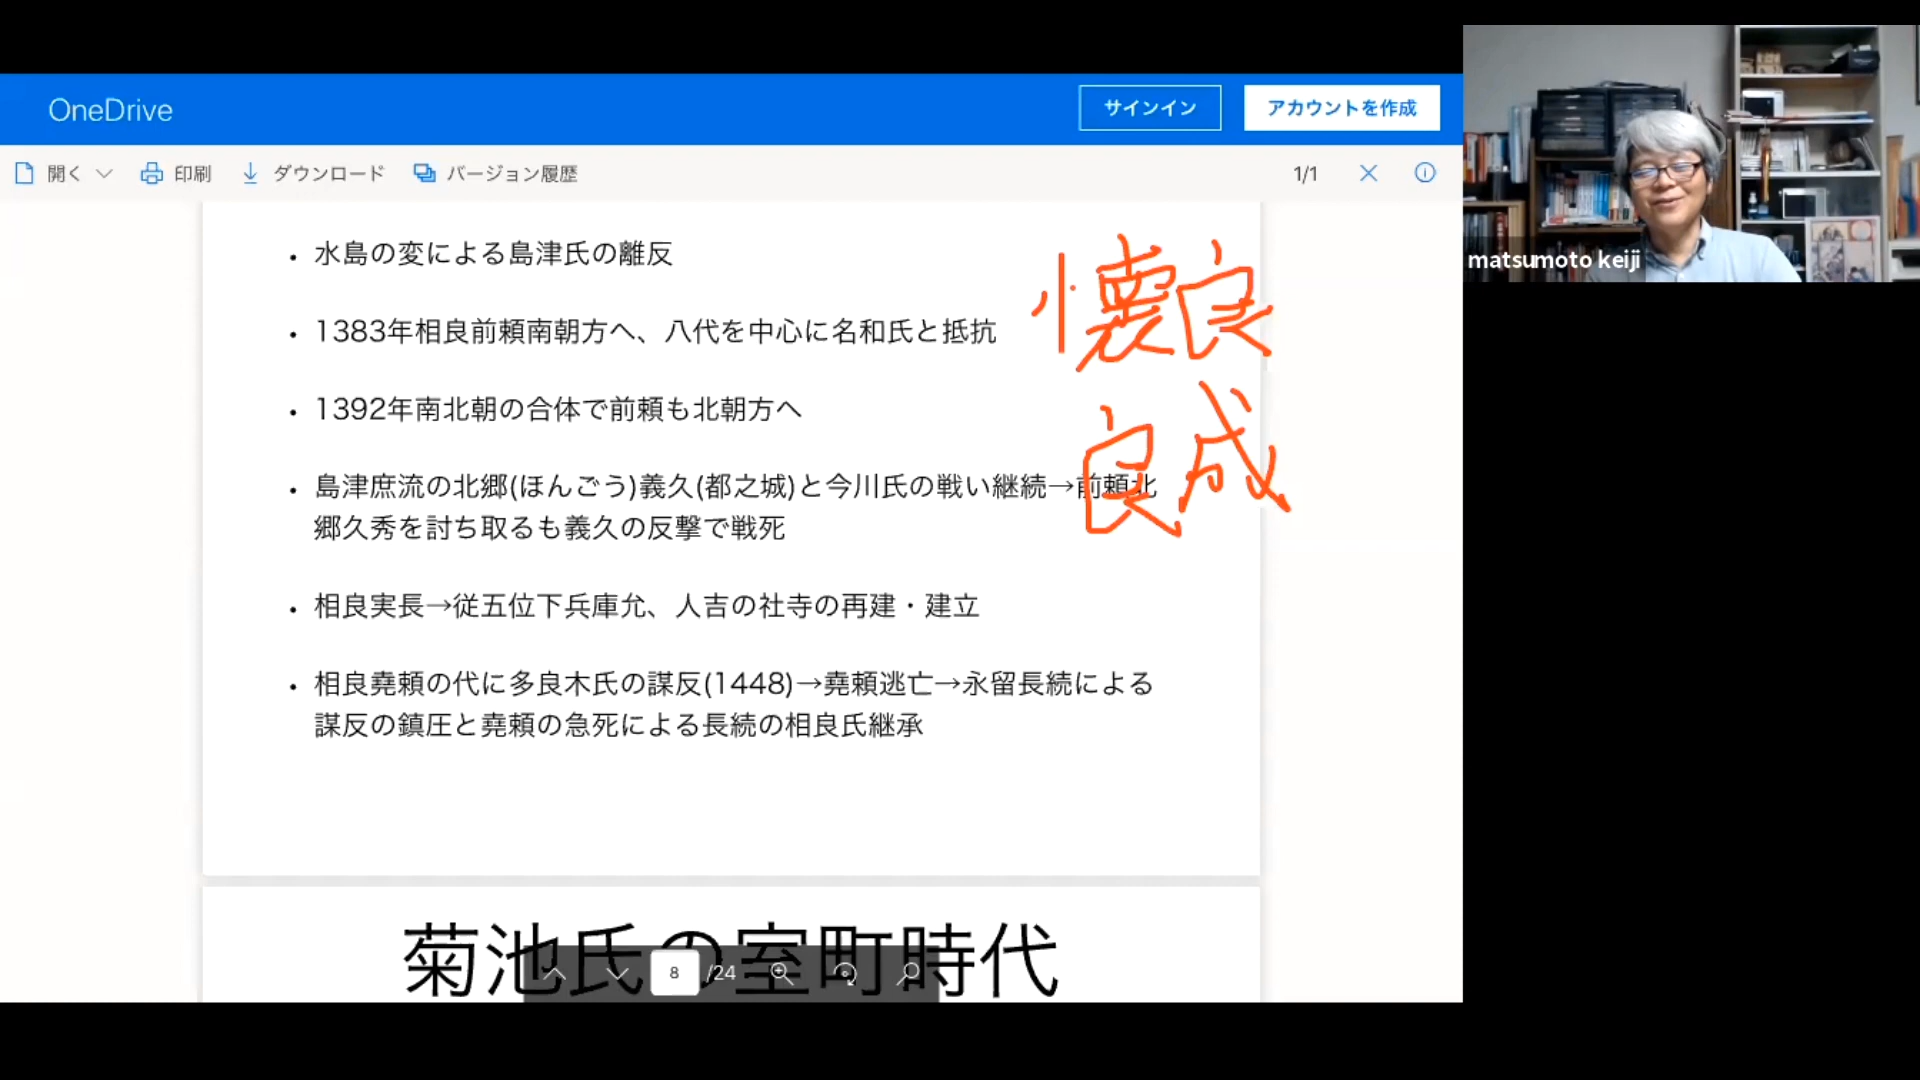 OneDrive
サインイン
アカウントを作成
開く
印刷
ダウンロード
バージョン履歴
1/1
matsumoto keiji
• 水島の変による島津氏の離反
• 1383年相良前頼南朝方へ、八代を中心に名和氏と抵抗
• 1392年南北朝の合体で前頼も北朝方へ
• 島津庶流の北郷(ほんごう)義久(都之城)と今川氏の戦い継続→前頼北
郷久秀を討ち取るも義久の反撃で戦死
• 相良実長→従五位下兵庫允、人吉の社寺の再建・建立
• 相良堯頼の代に多良木氏の謀反(1448)→堯頼逃亡→永留長続による
謀反の鎮圧と堯頼の急死による長続の相良氏継承
懐良
良成
菊池氏の室町時代
8 /24